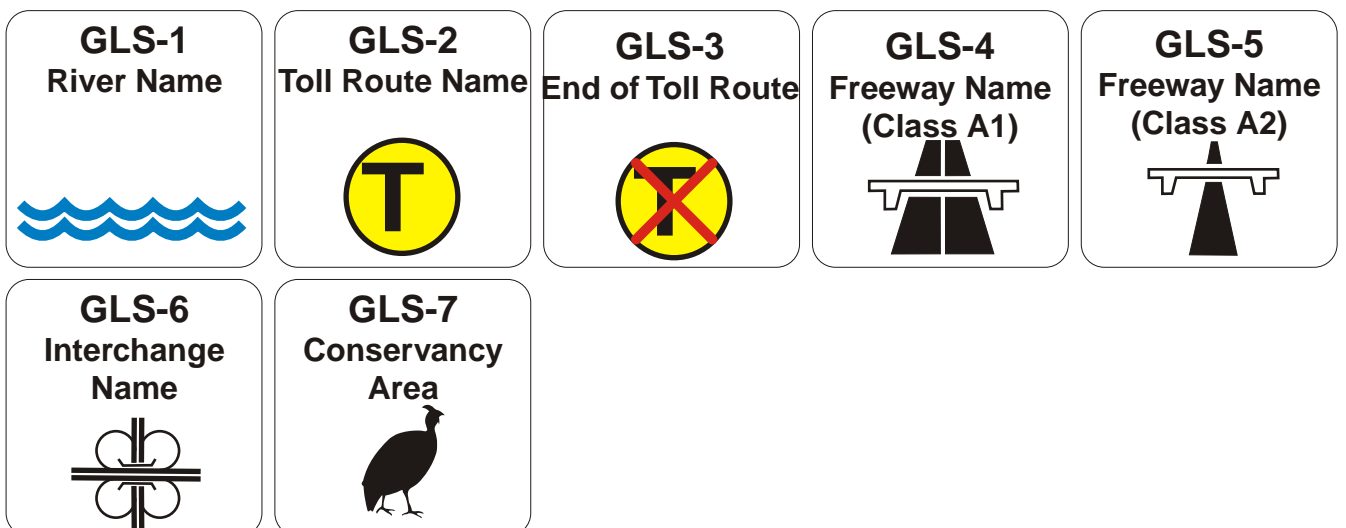 GLS-1
River Name
GLS-2
Toll Route Name
T
GLS-3
End of Toll Route
T
GLS-4
Freeway Name
(Class A1)
GLS-5
Freeway Name
(Class A2)
GLS-6
Interchange
Name
GLS-7
Conservancy
Area